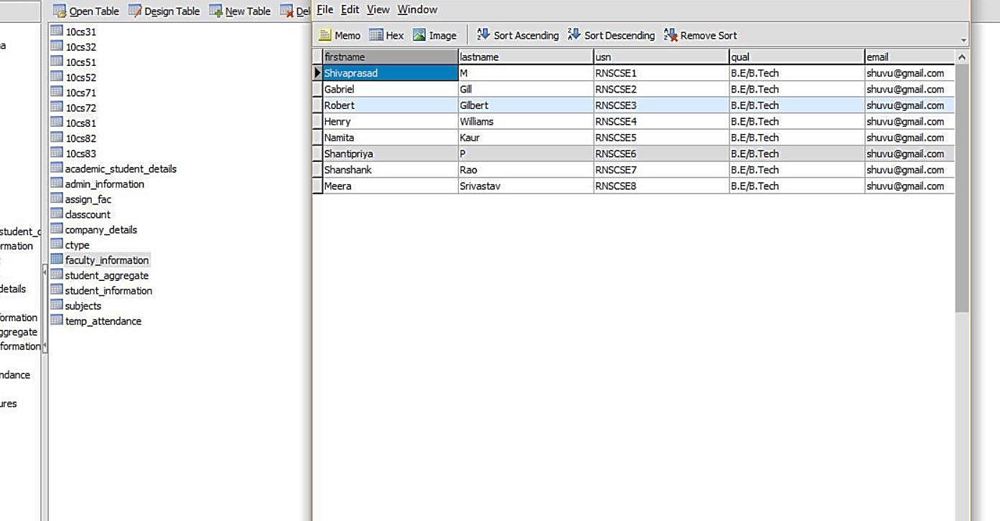 Open Table Design Table New Table Del
10cs31
10cs32
10cs51
10cs52
10cs71
10cs72
10cs81
10cs82
10cs83
academic_student_details
admin_information
assign_fac
classcount
company_details
ctype
faculty_information
student_aggregate
student_information
subjects
temp_attendance
a
student_d
rmation
details
formation
ggregate
formation
ndance
ures
File Edit View Window
Memo Hex Image Sort Ascending Sort Descending Remove Sort
firstname lastname usn qual email
Shivaprasad M RNSCSE1 B.E/B.Tech shuvu@gmail.com
Gabriel Gill RNSCSE2 B.E/B.Tech shuvu@gmail.com
Robert Gilbert RNSCSE3 B.E/B.Tech shuvu@gmail.com
Henry Williams RNSCSE4 B.E/B.Tech shuvu@gmail.com
Namita Kaur RNSCSE5 B.E/B.Tech shuvu@gmail.com
Shantipriya P RNSCSE6 B.E/B.Tech shuvu@gmail.com
Shanshank Rao RNSCSE7 B.E/B.Tech shuvu@gmail.com
Meera Srivastav RNSCSE8 B.E/B.Tech shuvu@gmail.com